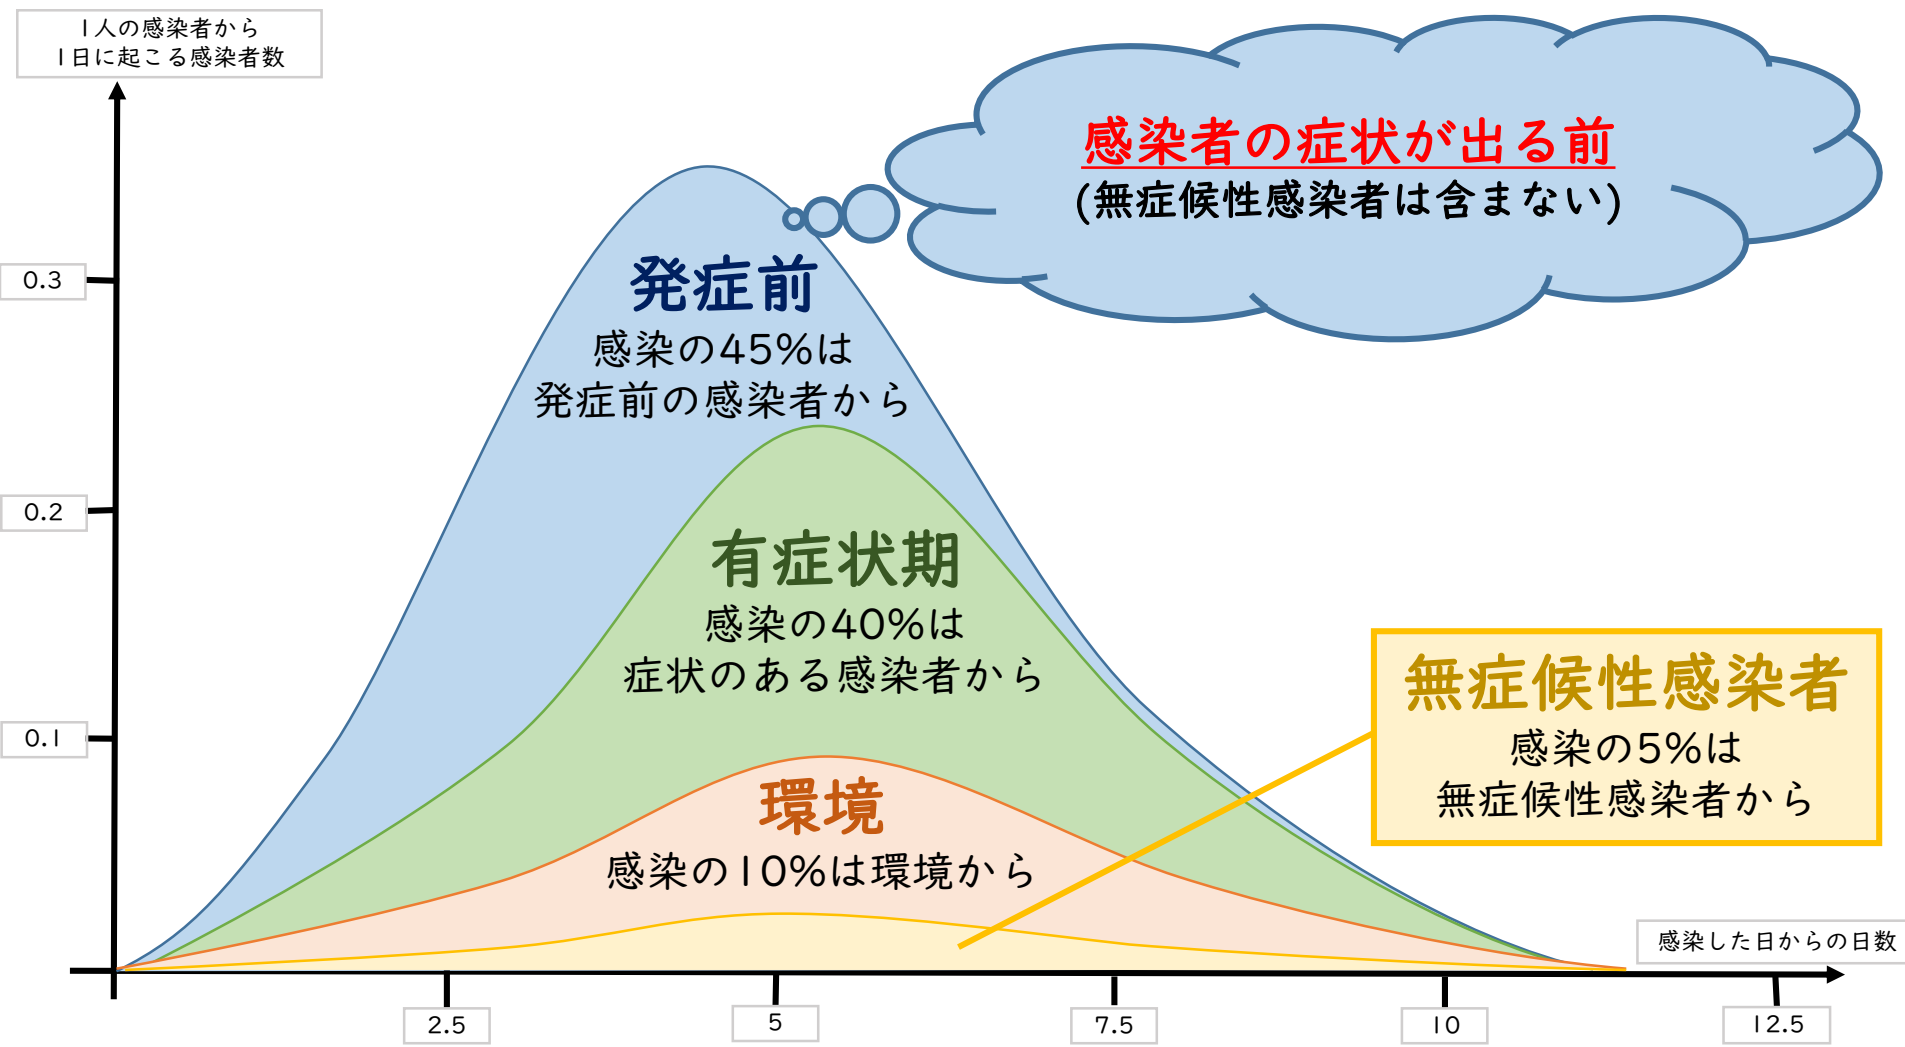 1人の感染者から
1日に起こる感染者数
感染者の症状が出る前
(無症候性感染者は含まない)
0.3
発症前
感染の45%は
発症前の感染者から
0.2
有症状期
感染の40%は
症状のある感染者から
0.1
無症候性感染者
感染の5%は
無症候性感染者から
環境
感染の10%は環境から
感染した日からの日数
2.5
5
7.5
10
12.5